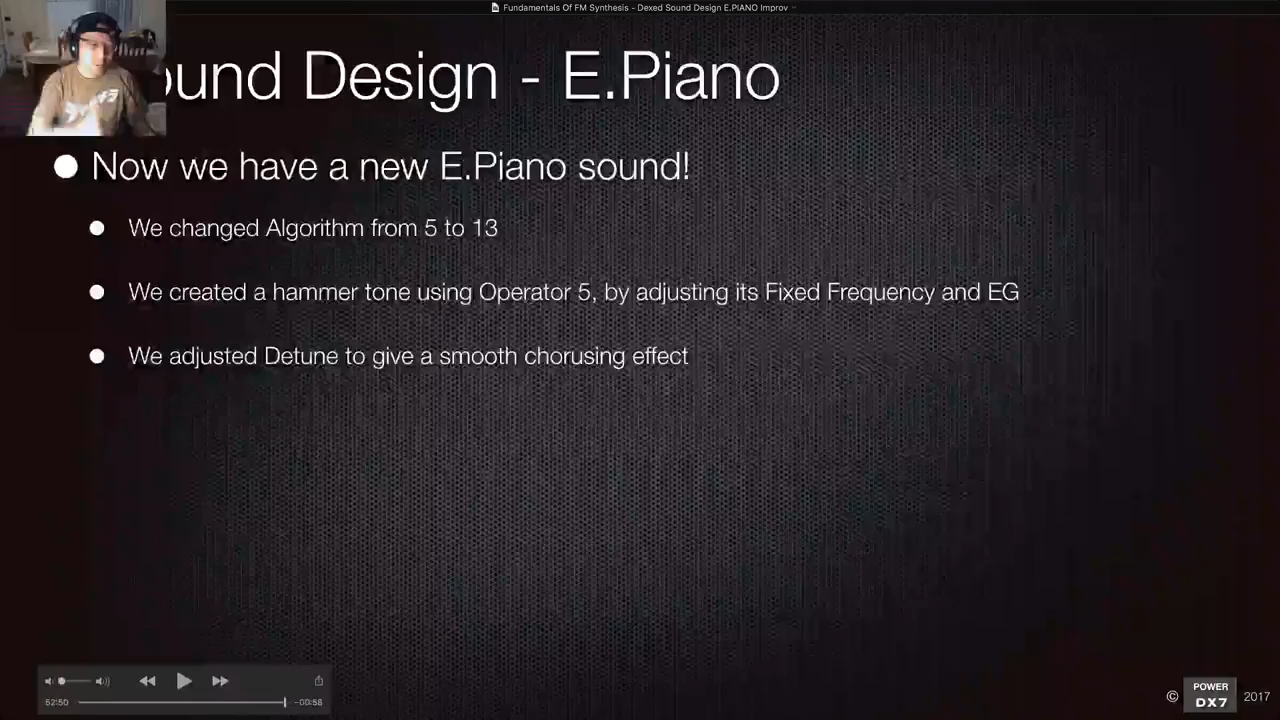 Fundamentals Of FM Synthesis - Dexed Sound Design E.PIANO Improv
ound Design - E.Piano
Now we have a new E.Piano sound!
We changed Algorithm from 5 to 13
We created a hammer tone using Operator 5, by adjusting its Fixed Frequency and EG
We adjusted Detune to give a smooth chorusing effect
52:50
-00:58
© POWER DX7 2017